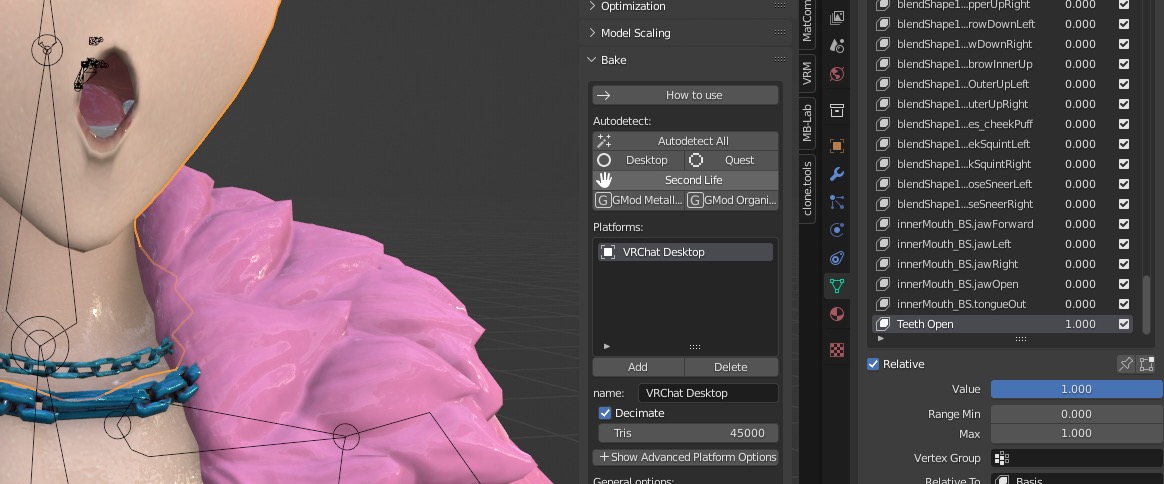 Optimization
Model Scaling
Bake
How to use
Autodetect:
Autodetect All
Desktop
Quest
Second Life
GMod Metall...
GMod Organi...
Platforms:
VRChat Desktop
Add
Delete
name:
VRChat Desktop
Decimate
Tris
45000
Show Advanced Platform Options
General options:
MatCom
VRM
MB-Lab
clone.tools
blendShape1...pperUpRight 0.000
blendShape1...rowDownLeft 0.000
blendShape1...wDownRight 0.000
blendShape1...browInnerUp 0.000
blendShape1...OuterUpLeft 0.000
blendShape1...uterUpRight 0.000
blendShape1...es_cheekPuff 0.000
blendShape1...ekSquintLeft 0.000
blendShape1...kSquintRight 0.000
blendShape1...oseSneerLeft 0.000
blendShape1...seSneerRight 0.000
innerMouth_BS.jawForward 0.000
innerMouth_BS.jawLeft 0.000
innerMouth_BS.jawRight 0.000
innerMouth_BS.jawOpen 0.000
innerMouth_BS.tongueOut 0.000
Teeth Open 1.000
Relative
Value 1.000
Range Min 0.000
Max 1.000
Vertex Group
Relative To Basis